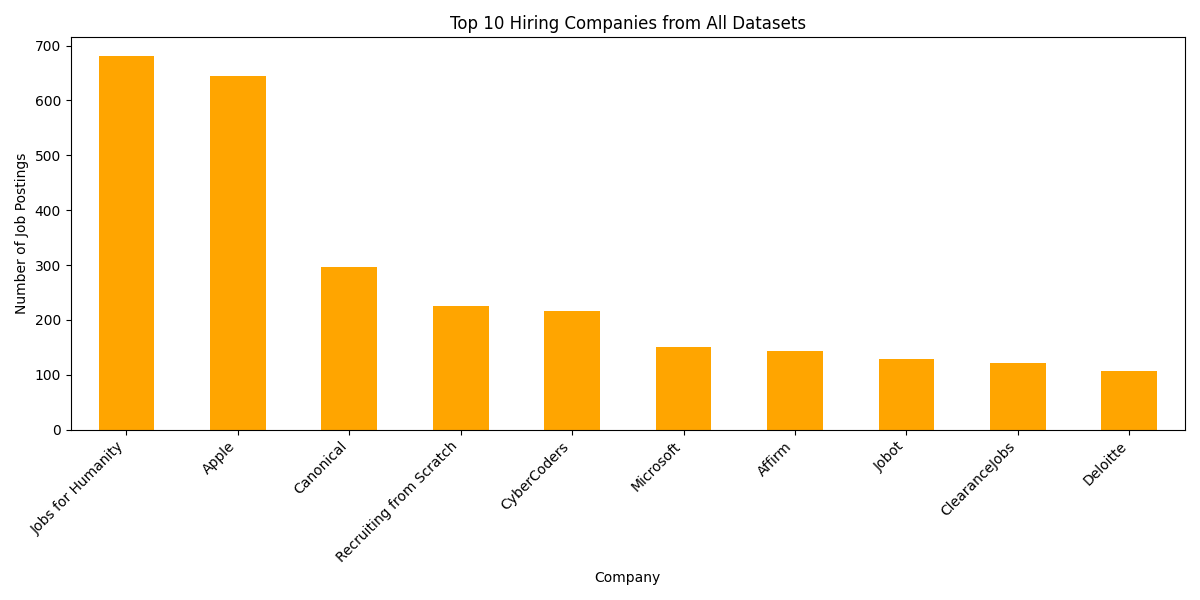 Top 10 Hiring Companies from All Datasets
Number of Job Postings
700
600
500
400
300
200
100
0
Jobs for Humanity
Apple
Canonical
Recruiting from Scratch
CyberCoders
Microsoft
Affirm
Jobot
ClearanceJobs
Deloitte
Company